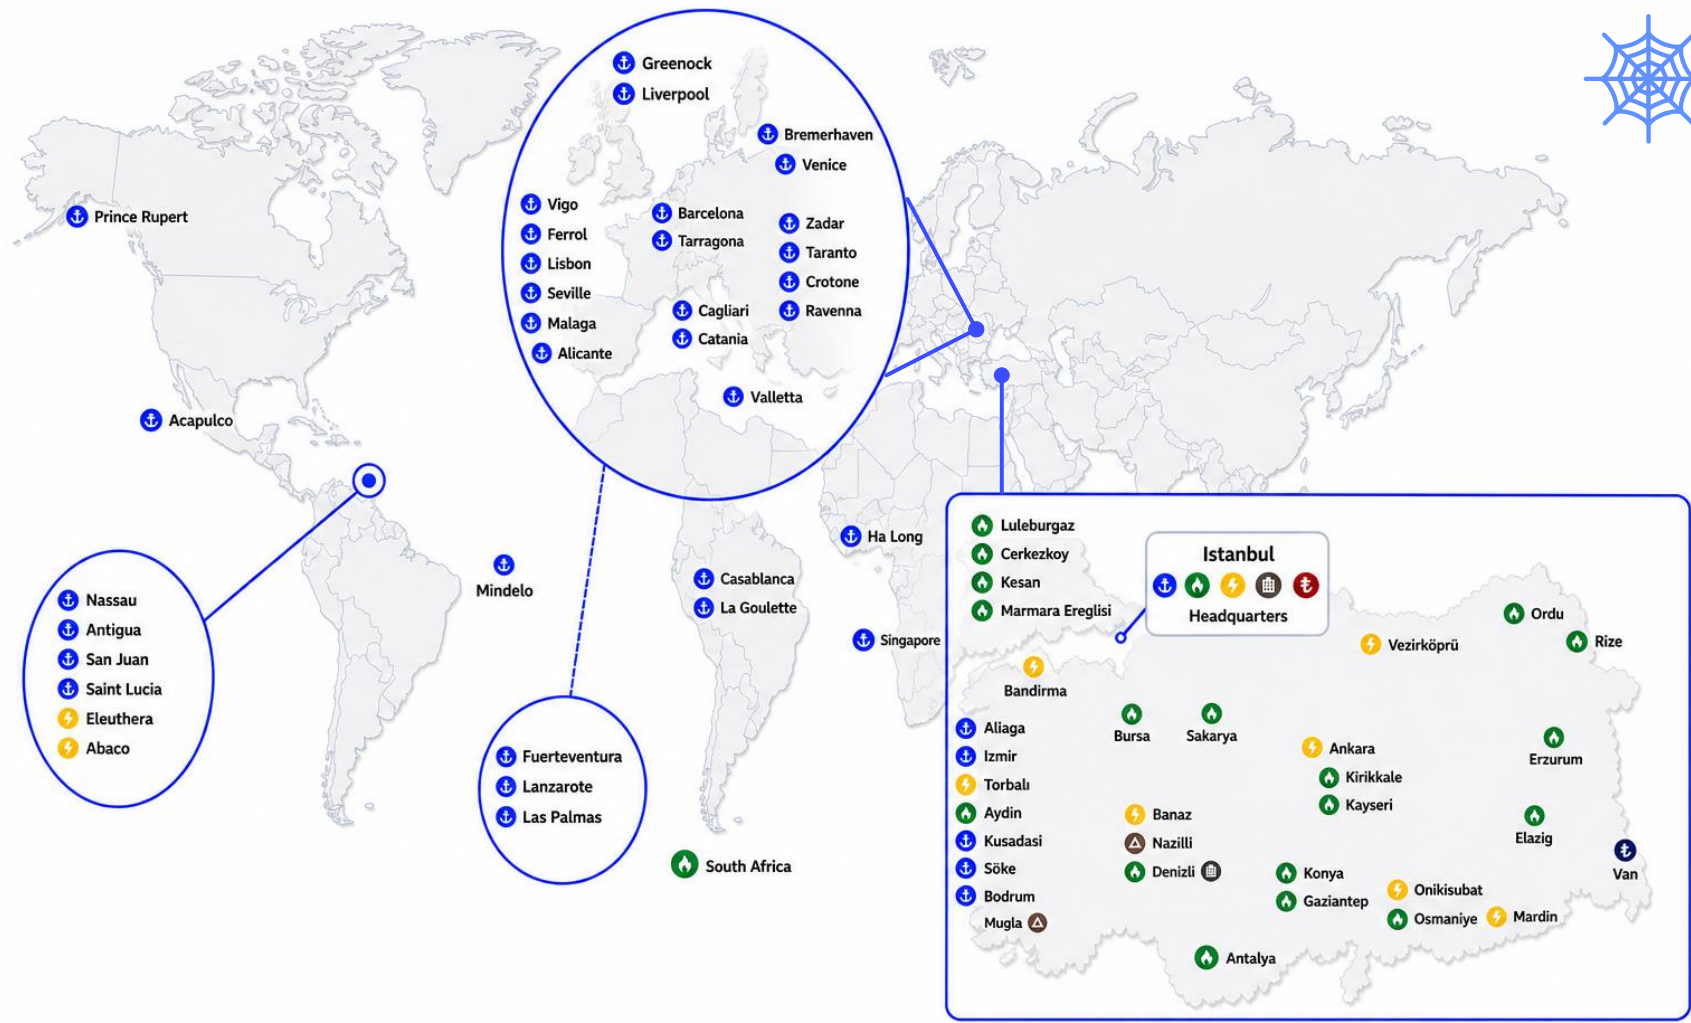 Greenock
Liverpool
Bremerhaven
Venice
Vigo
Ferrol
Lisbon
Seville
Malaga
Alicante
Barcelona
Tarragona
Cagliari
Catania
Zadar
Taranto
Crotone
Ravenna
Valletta
Prince Rupert
Acapulco
Nassau
Antigua
San Juan
Saint Lucia
Eleuthera
Abaco
Mindelo
Fuerteventura
Lanzarote
Las Palmas
Casablanca
La Goulette
South Africa
Ha Long
Singapore
Luleburgaz
Cerkezkoy
Kesan
Marmara Ereglisi
Istanbul
Headquarters
Bandirma
Bursa
Sakarya
Vezirköprü
Ordu
Rize
Aliaga
Izmir
Torbalı
Aydin
Kusadasi
Söke
Bodrum
Mugla
Banaz
Nazilli
Denizli
Ankara
Kirikkale
Kayseri
Erzurum
Elazig
Van
Konya
Gaziantep
Onikisubat
Osmaniye
Mardin
Antalya